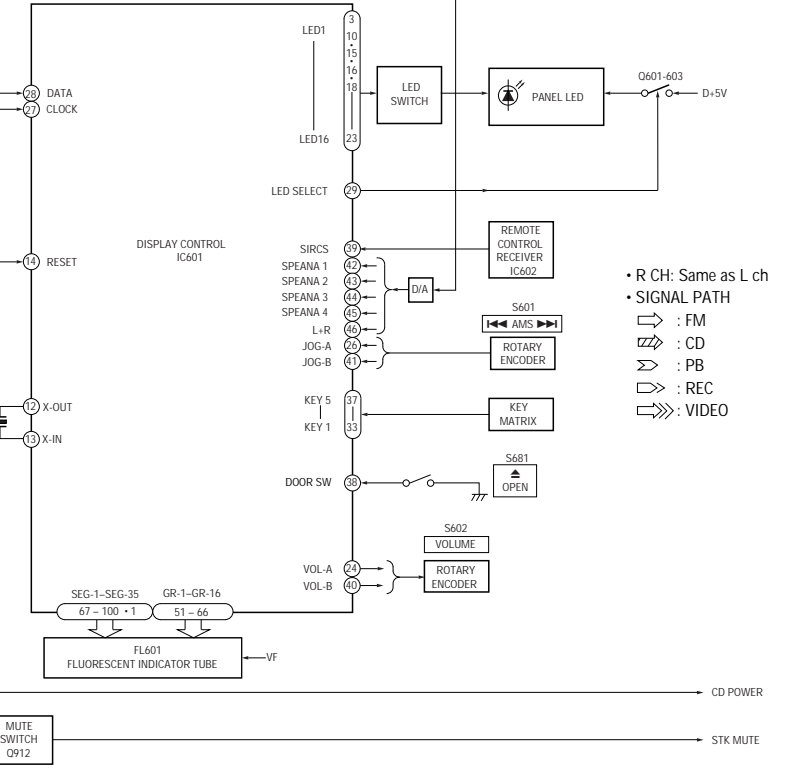 LED1
3
10
•
15
•
16
•
18
LED16
23
LED
SWITCH
PANEL LED
Q601-603
D+5V
28
DATA
27
CLOCK
LED SELECT
29
DISPLAY CONTROL
IC601
14
RESET
SIRCS
39
SPEANA 1
42
SPEANA 2
43
SPEANA 3
44
SPEANA 4
45
L+R
46
JOG-A
26
JOG-B
41
D/A
REMOTE
CONTROL
RECEIVER
IC602
S601
AMS
ROTARY
ENCODER
• R CH: Same as L ch
• SIGNAL PATH
: FM
: CD
: PB
: REC
: VIDEO
12
X-OUT
13
X-IN
KEY 5
37
KEY 1
33
KEY
MATRIX
DOOR SW
38
S681
OPEN
S602
VOLUME
VOL-A
24
VOL-B
40
ROTARY
ENCODER
SEG-1–SEG-35
GR-1–GR-16
67 – 100 • 1
51 – 66
FL601
FLUORESCENT INDICATOR TUBE
VF
CD POWER
MUTE
SWITCH
Q912
STK MUTE